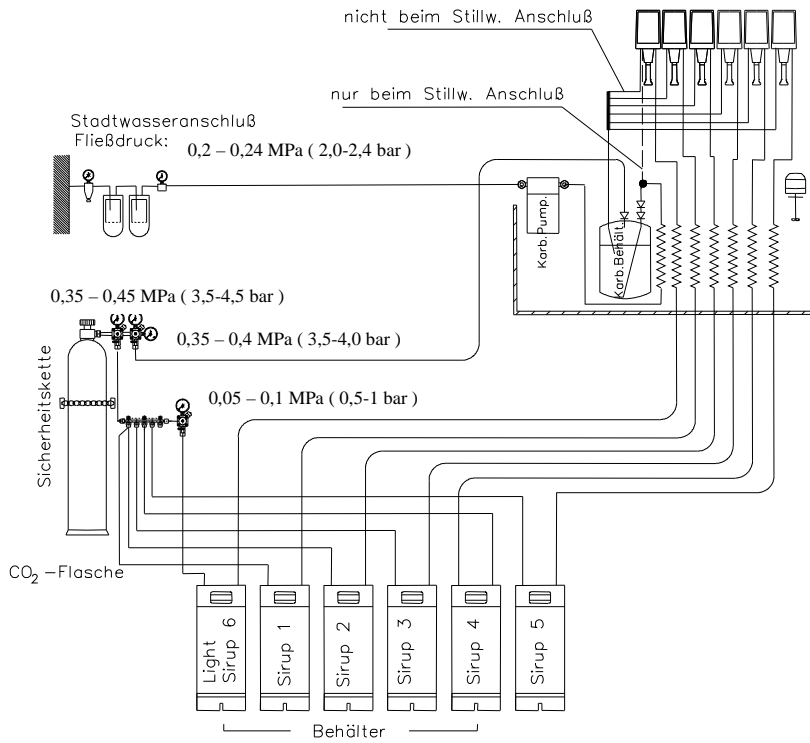 nicht beim Stillw. Anschluß
nur beim Stillw. Anschluß
Stadtwasseranschluß
Fließdruck:
0,2 – 0,24 MPa ( 2,0-2,4 bar )
Karb.Pump.
Karb.Behält.
0,35 – 0,45 MPa ( 3,5-4,5 bar )
0,35 – 0,4 MPa ( 3,5-4,0 bar )
0,05 – 0,1 MPa ( 0,5-1 bar )
Sicherheitskette
CO₂ –Flasche
Light
Sirup 6
Sirup 1
Sirup 2
Sirup 3
Sirup 4
Sirup 5
Behälter